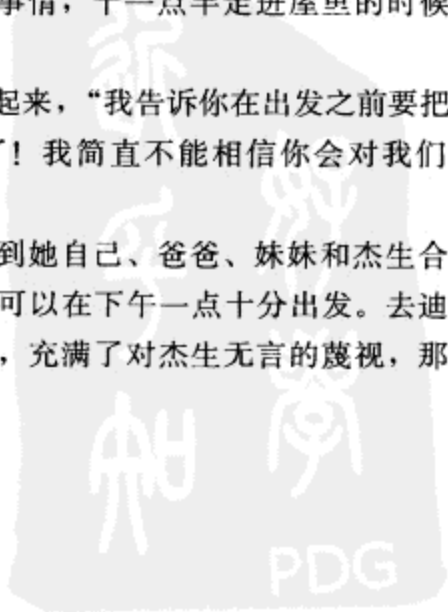 事情，十一点半走进屋里的时候
起来，“我告诉你在出发之前要把
！我简直不能相信你会对我们
到她自己、爸爸、妹妹和杰生合
可以在下午一点十分出发。去迪
，充满了对杰生无言的蔑视，那
PDG